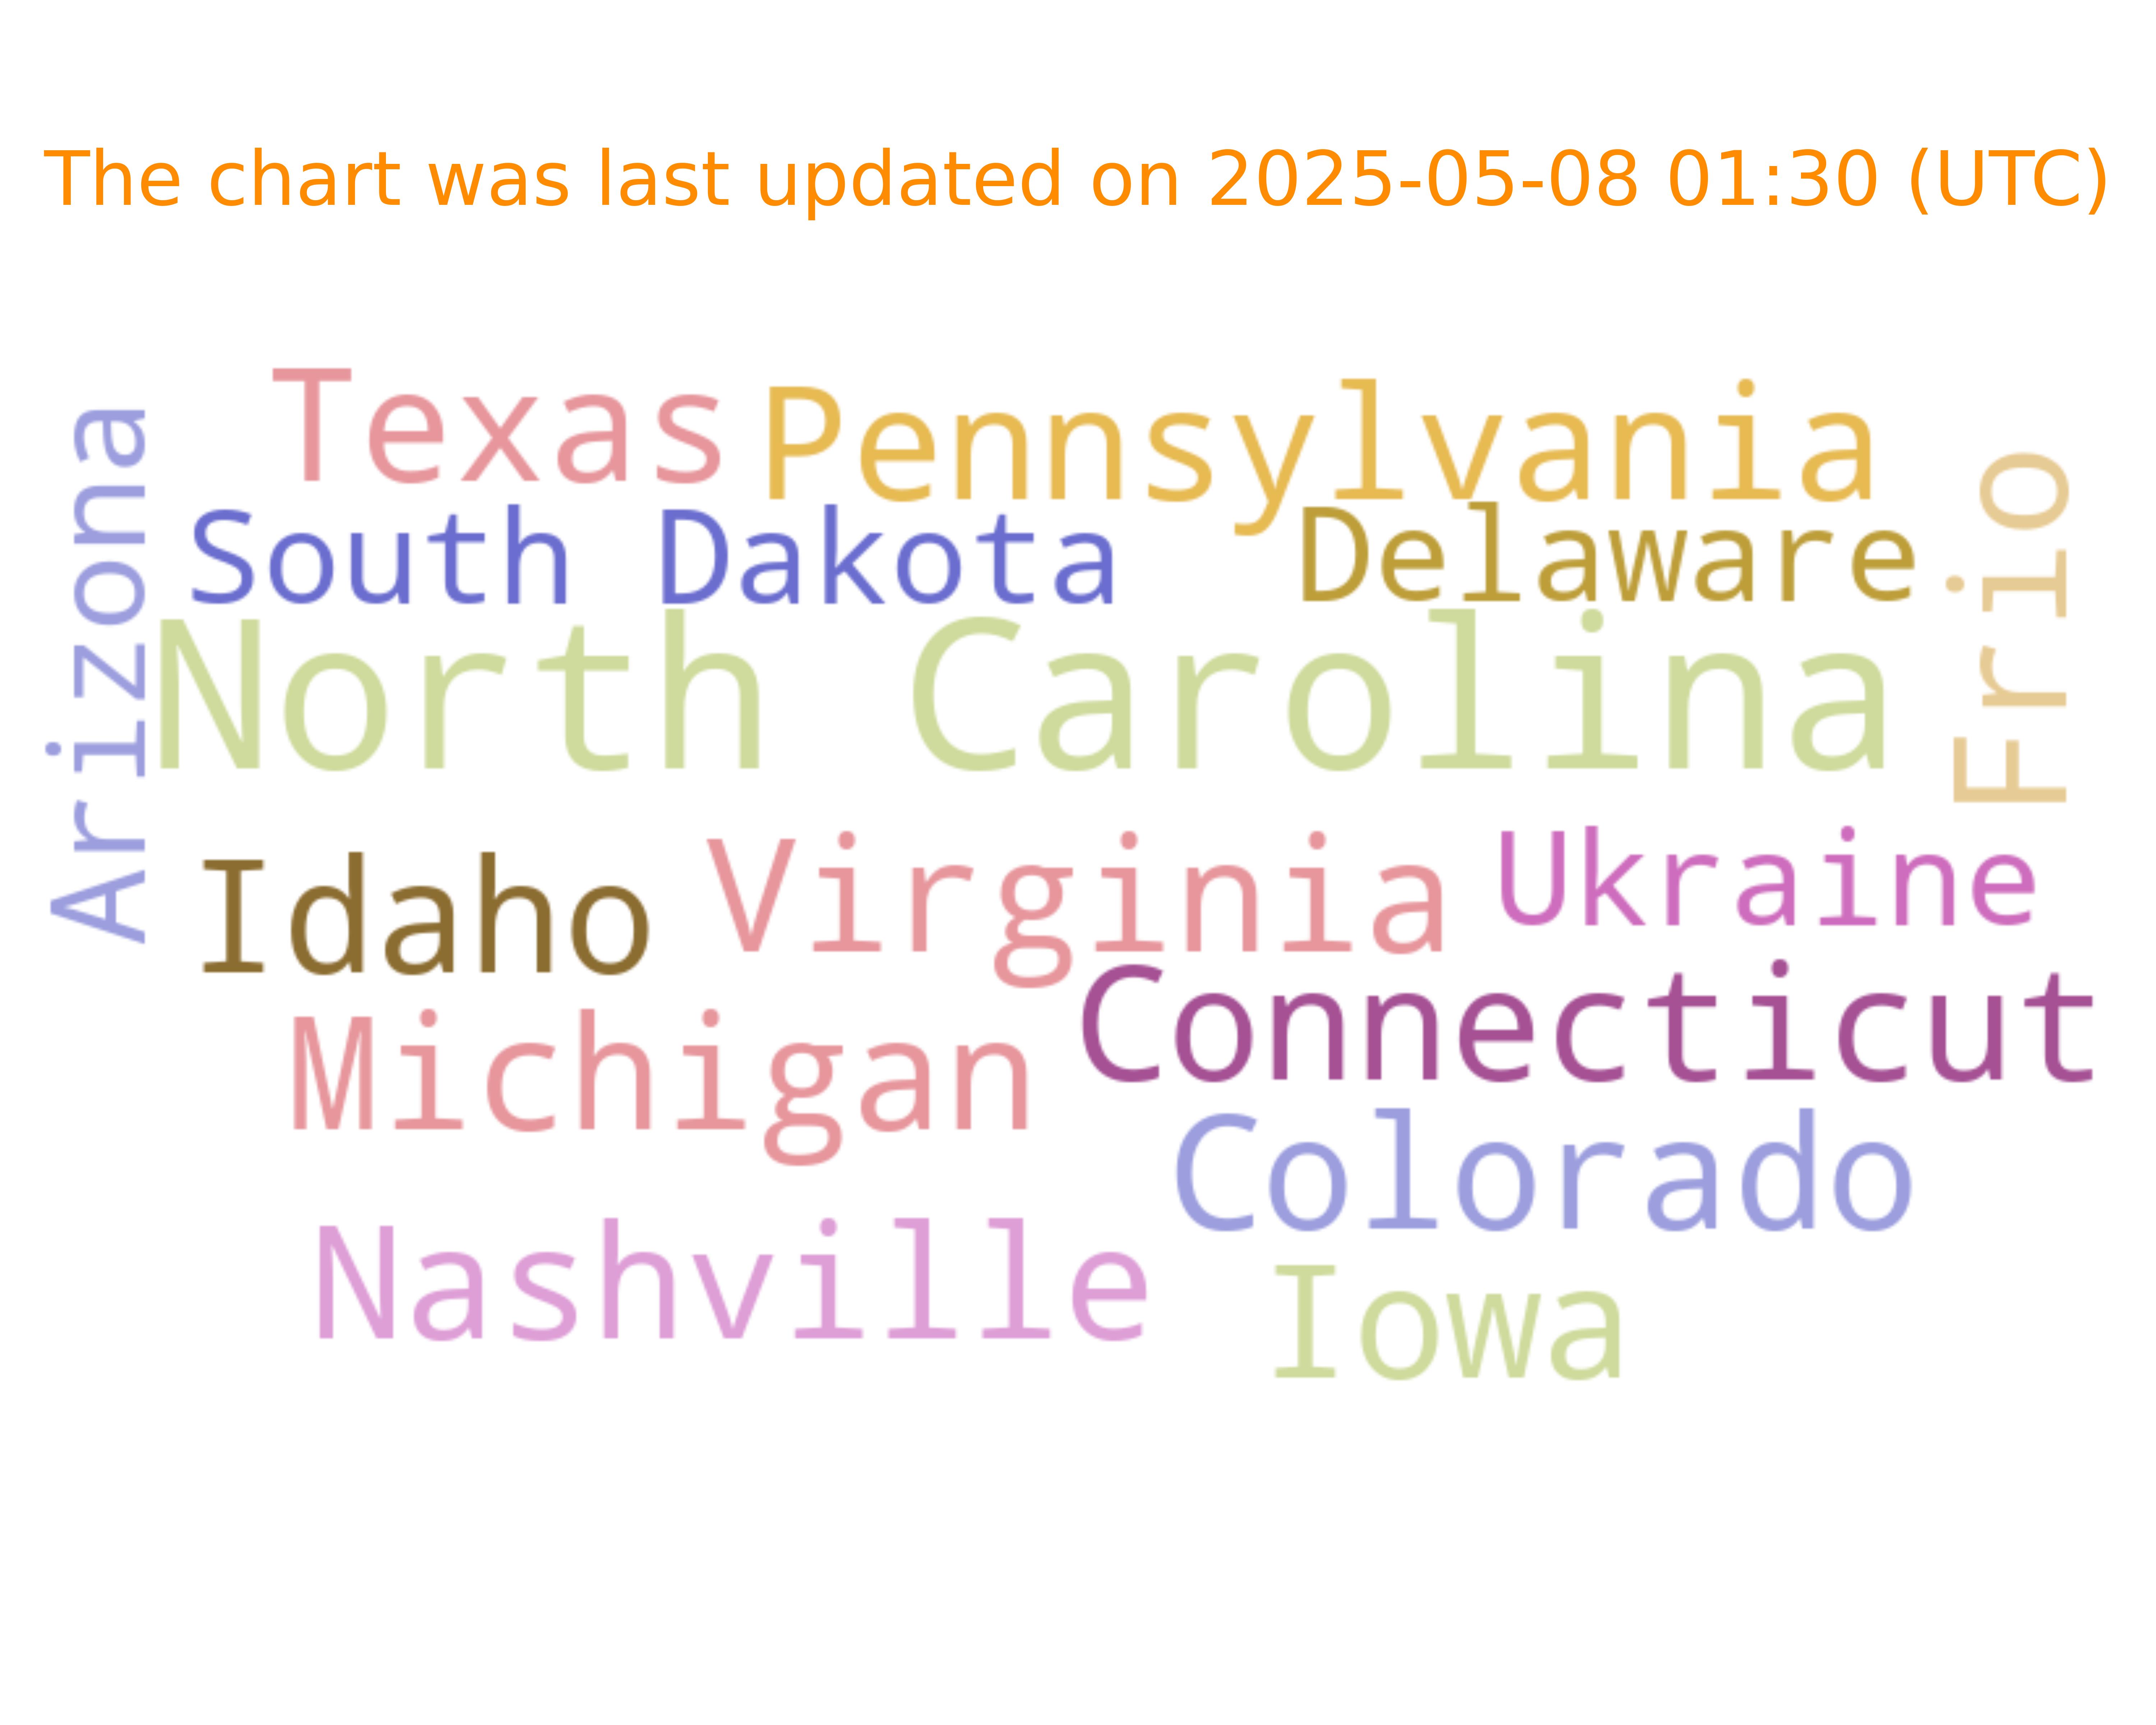 The chart was last updated on 2025-05-08 01:30 (UTC)
Texas
Pennsylvania
Arizona
Frio
South Dakota
Delaware
North Carolina
Virginia
Ukraine
Idaho
Connecticut
Michigan
Colorado
Nashville
Iowa